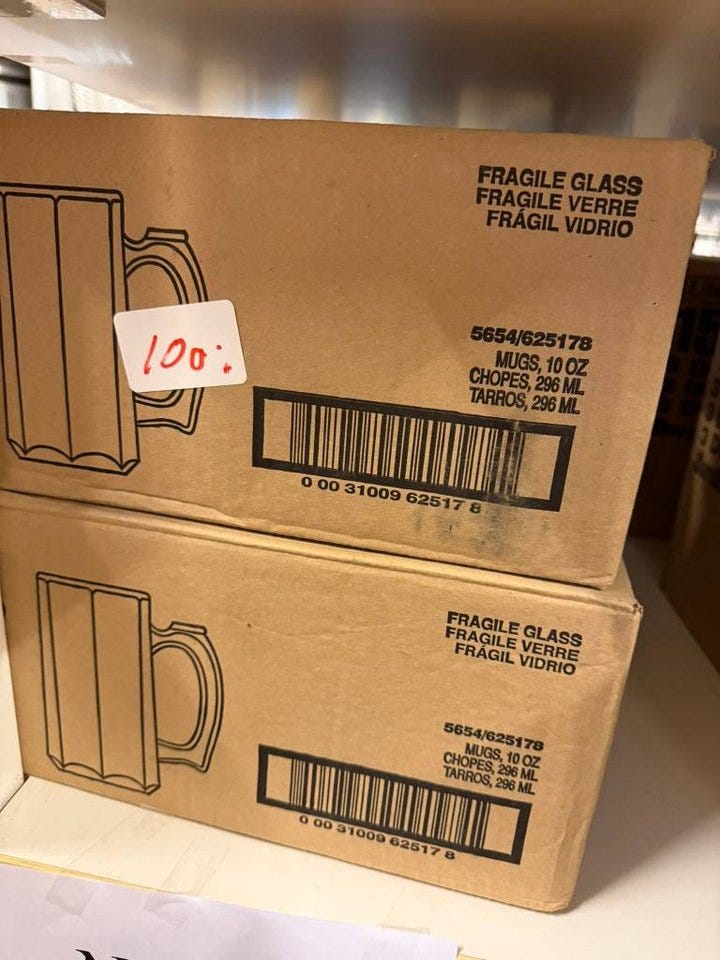 FRAGILE GLASS
FRAGILE VERRE
FRÁGIL VIDRIO
100:
5654/625178
MUGS, 10 OZ
CHOPES, 296 ML
TARROS, 296 ML
0 00 31009 62517 8
FRAGILE GLASS
FRAGILE VERRE
FRÁGIL VIDRIO
5654/625178
MUGS, 10 OZ
CHOPES, 296 ML
TARROS, 296 ML
0 00 31009 62517 8